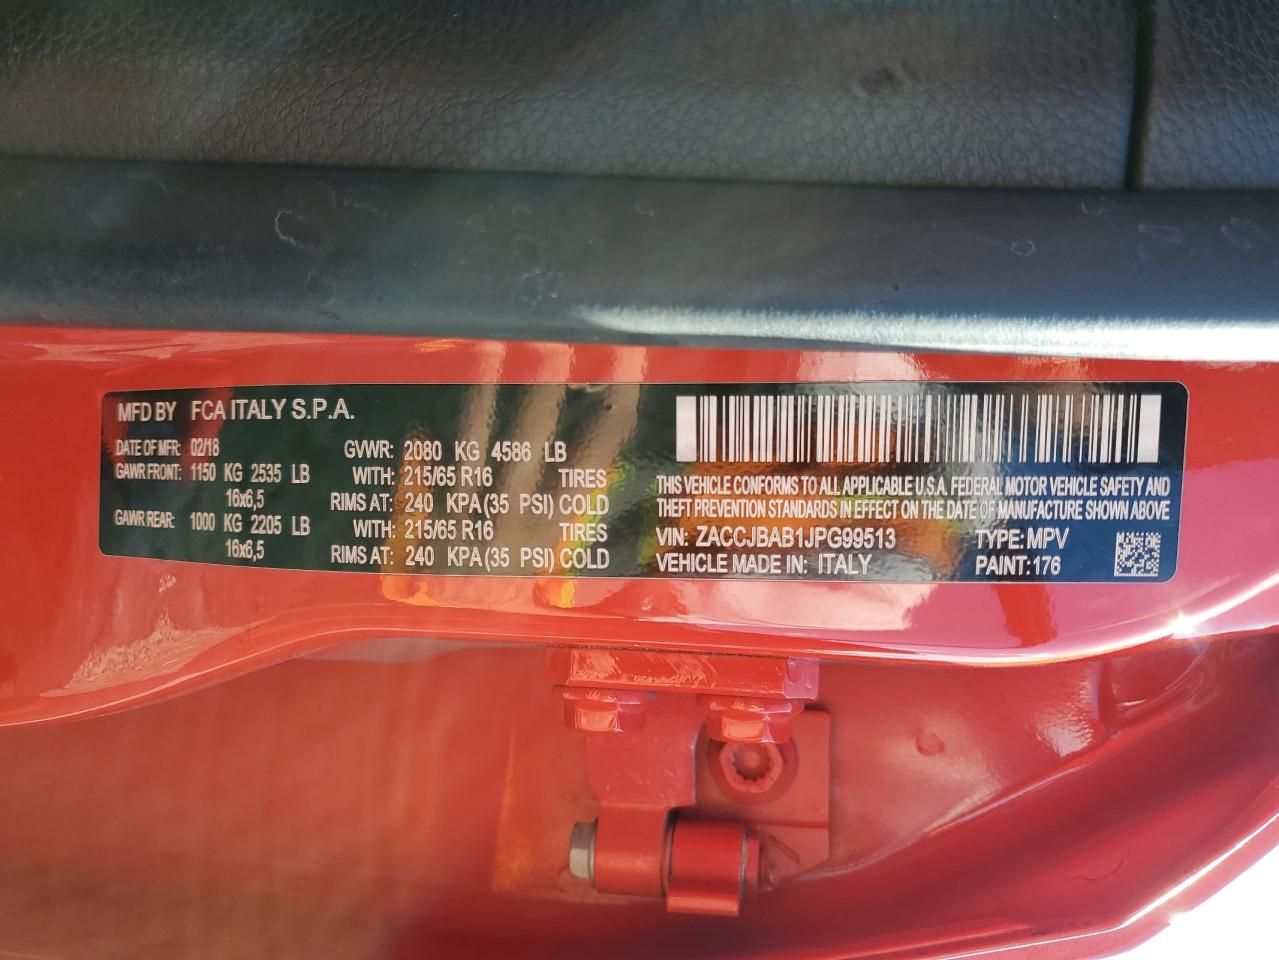 MFD BY FCA ITALY S.P.A.
DATE OF MFR: 02/18 GVWR: 2080 KG 4586 LB
GAWR FRONT: 1150 KG 2535 LB WITH: 215/65 R16 TIRES
16x6,5 RIMS AT: 240 KPA(35 PSI) COLD
GAWR REAR: 1000 KG 2205 LB WITH: 215/65 R16 TIRES
16x6,5 RIMS AT: 240 KPA(35 PSI) COLD
THIS VEHICLE CONFORMS TO ALL APPLICABLE U.S.A. FEDERAL MOTOR VEHICLE SAFETY AND
THEFT PREVENTION STANDARDS IN EFFECT ON THE DATE OF MANUFACTURE SHOWN ABOVE
VIN: ZACCJBAB1JPG99513 TYPE: MPV
VEHICLE MADE IN: ITALY PAINT: 176